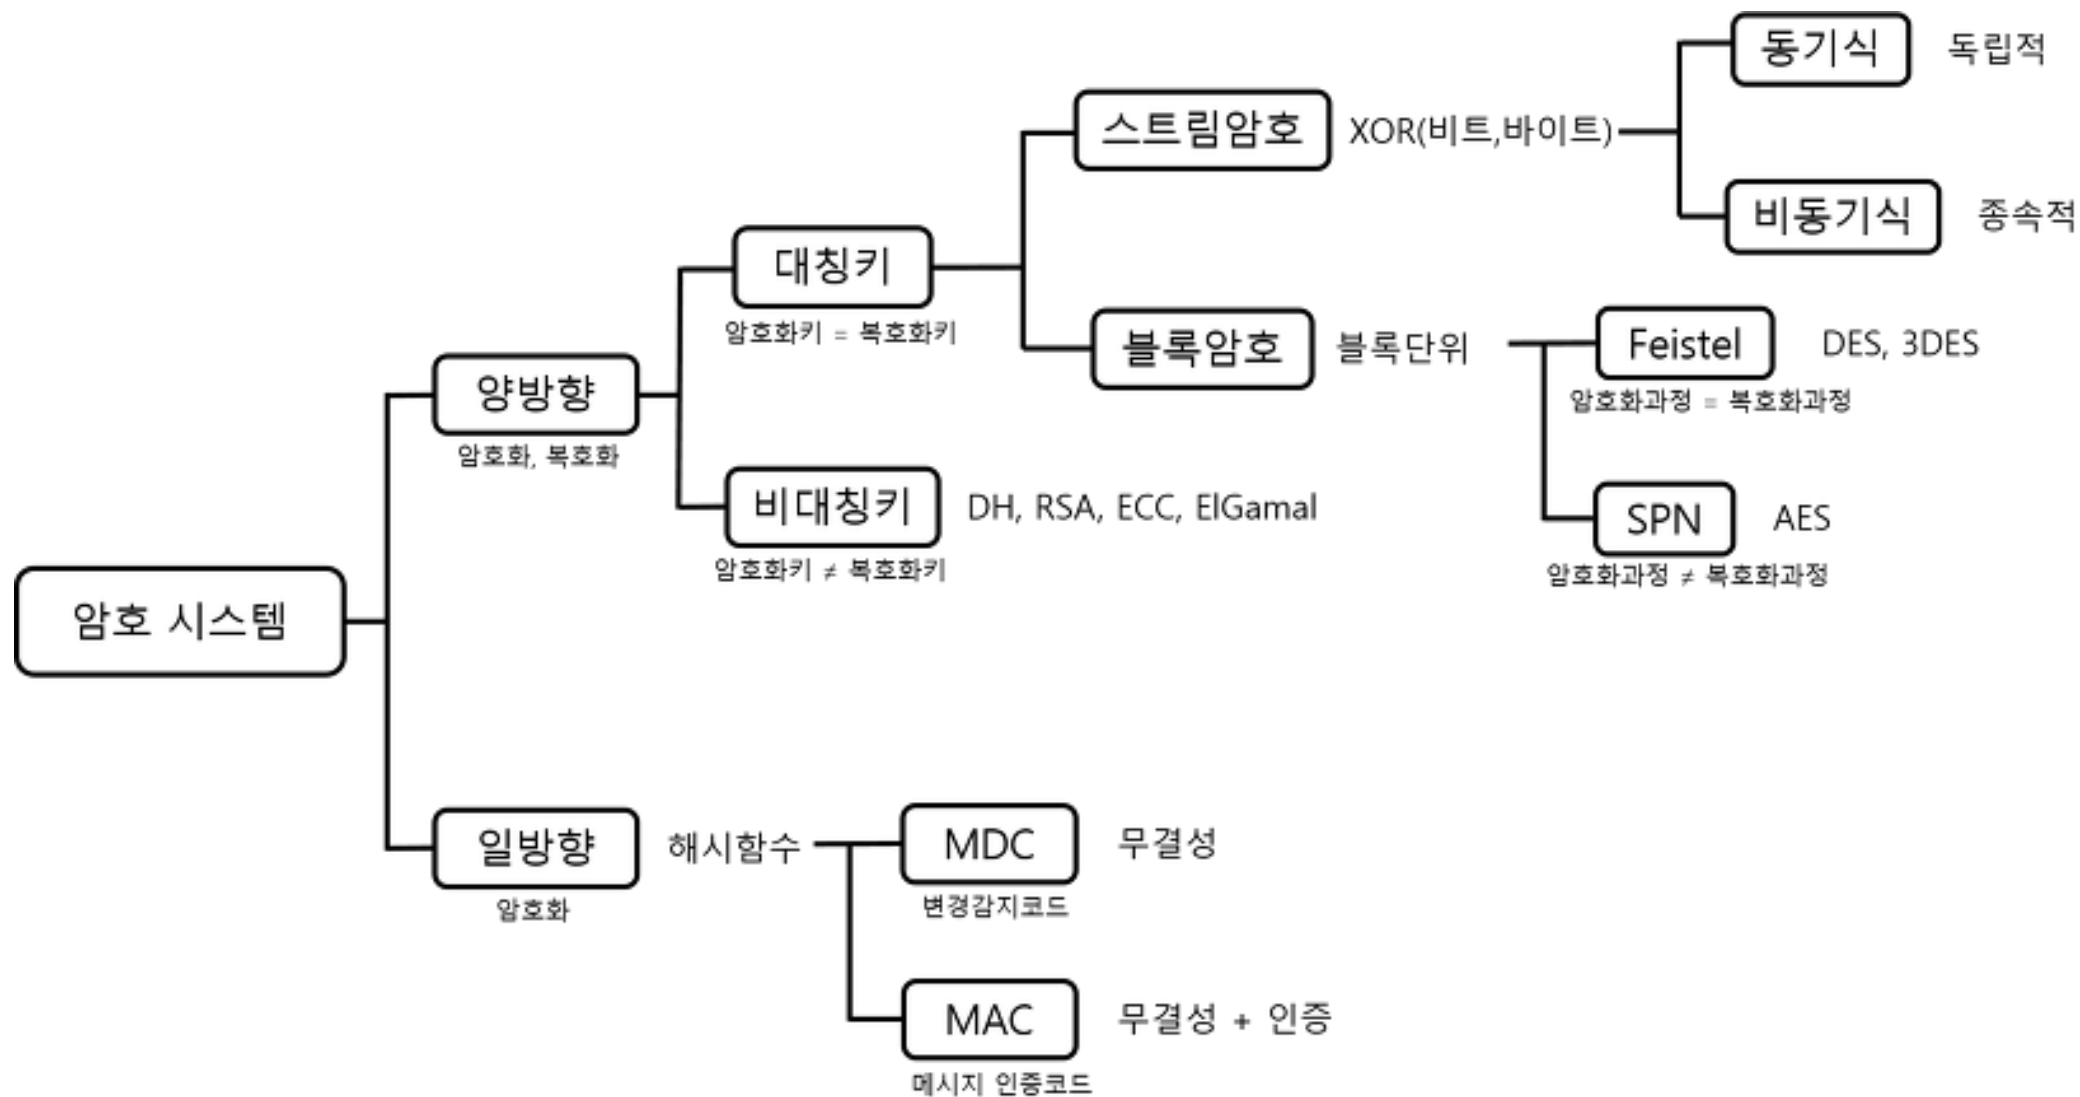 동기식 독립적
스트림암호 XOR(비트,바이트)
비동기식 종속적
대칭키
암호화키 = 복호화키
블록암호 블록단위
Feistel DES, 3DES
암호화과정 = 복호화과정
양방향
암호화, 복호화
비대칭키 DH, RSA, ECC, ElGamal
암호화키 ≠ 복호화키
SPN AES
암호화과정 ≠ 복호화과정
암호 시스템
일방향 해시함수
암호화
MDC 무결성
변경감지코드
MAC 무결성 + 인증
메시지 인증코드